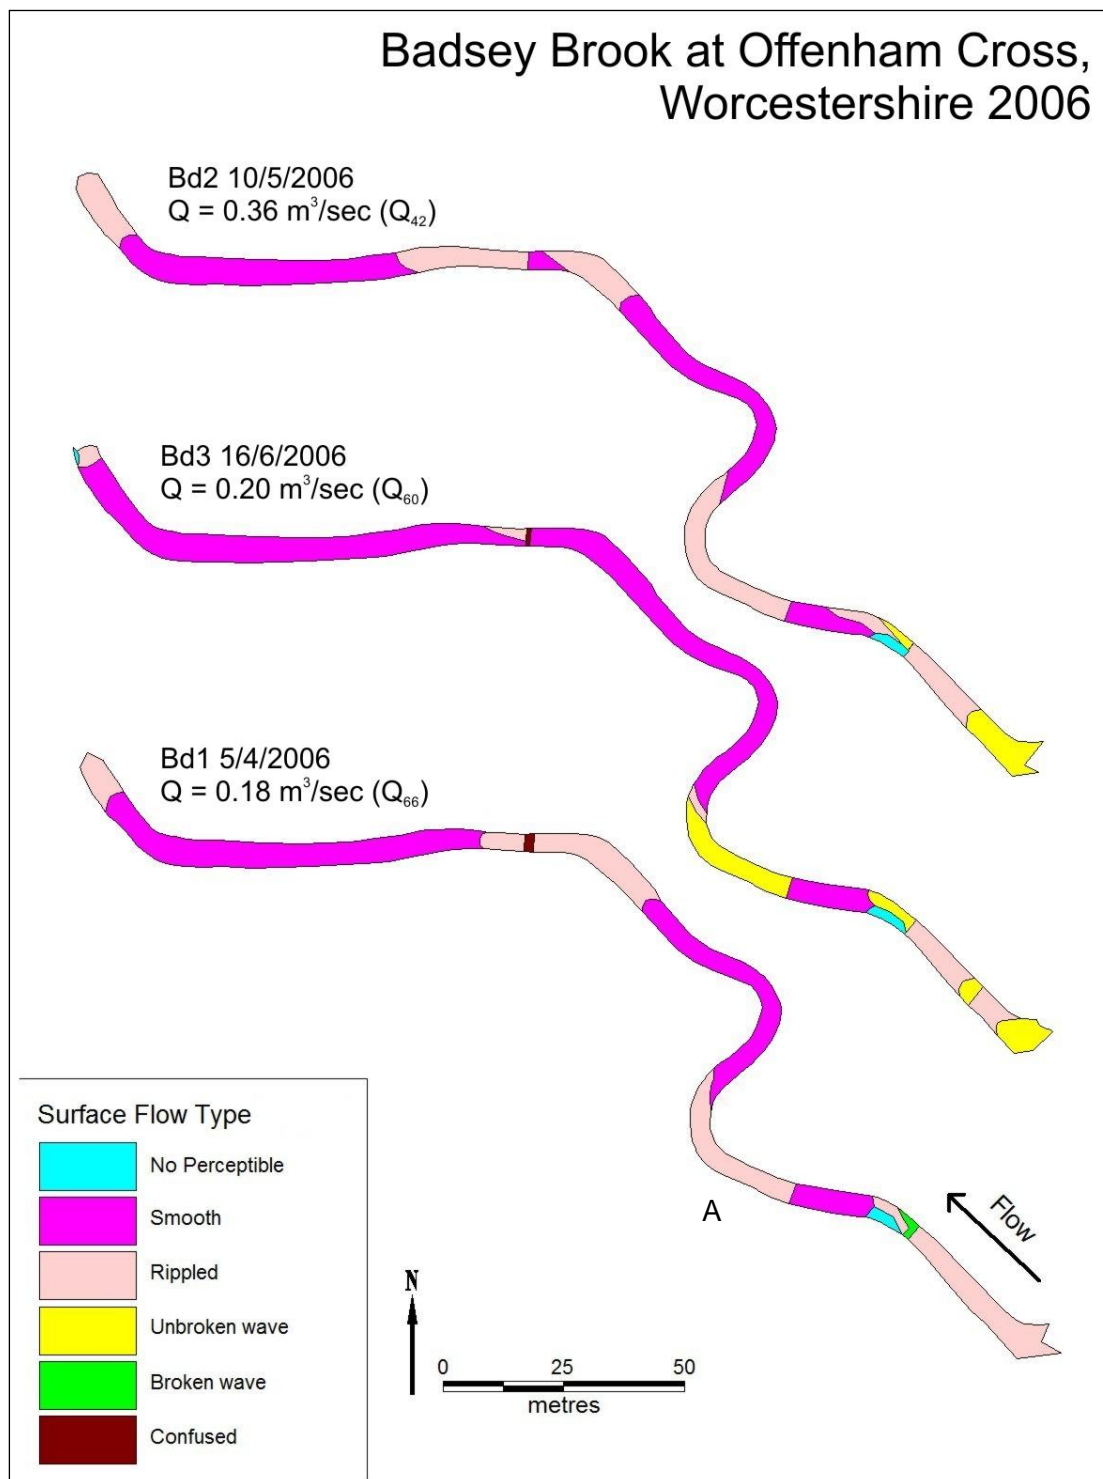 Badsey Brook at Offenham Cross,
Worcestershire 2006
Bd2 10/5/2006
Q = 0.36 m³/sec (Q₄₂)
Bd3 16/6/2006
Q = 0.20 m³/sec (Q₆₀)
Bd1 5/4/2006
Q = 0.18 m³/sec (Q₆₆)
A
Flow
Surface Flow Type
No Perceptible
Smooth
Rippled
Unbroken wave
Broken wave
Confused
N
0 25 50
metres